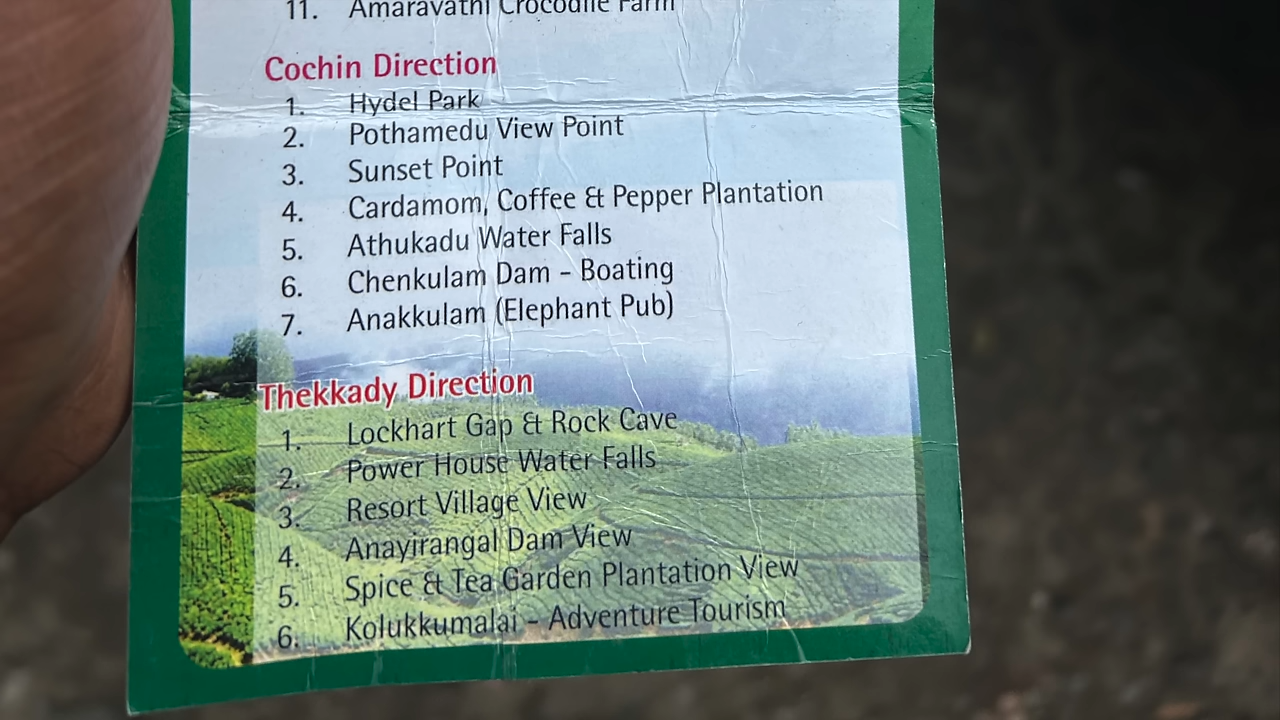 11. Amaravathi Crocodile Farm
Cochin Direction
1. Hydel Park
2. Pothamedu View Point
3. Sunset Point
4. Cardamom, Coffee & Pepper Plantation
5. Athukadu Water Falls
6. Chenkulam Dam - Boating
7. Anakkulam (Elephant Pub)
Thekkady Direction
1. Lockhart Gap & Rock Cave
2. Power House Water Falls
3. Resort Village View
4. Anayirangal Dam View
5. Spice & Tea Garden Plantation View
6. Kolukkumalai - Adventure Tourism